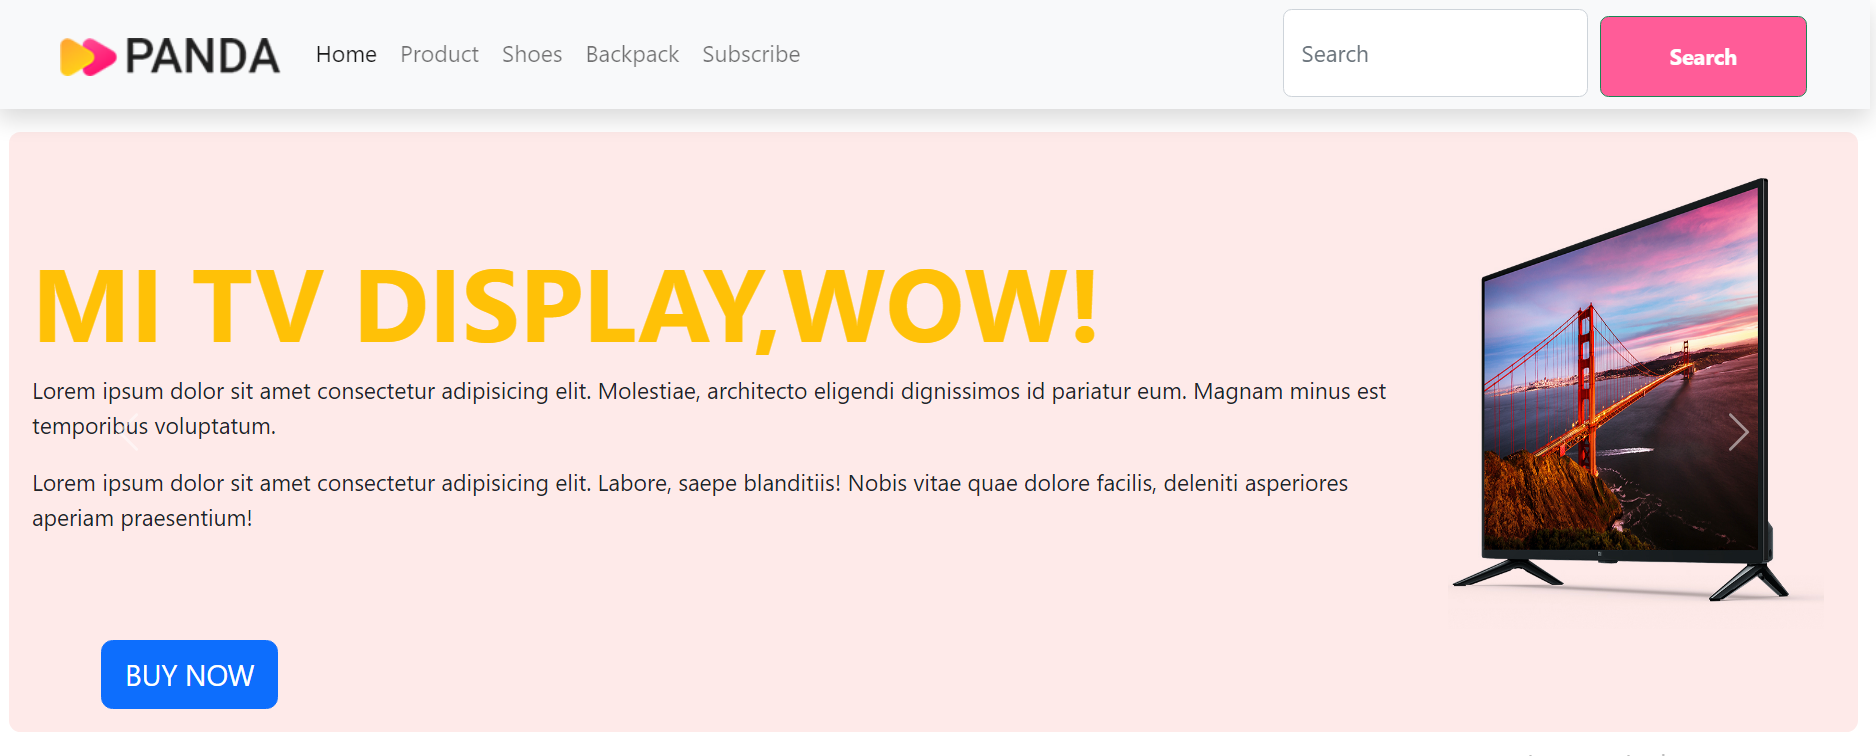 PANDA
Home Product Shoes Backpack Subscribe
Search
Search
MI TV DISPLAY,WOW!
Lorem ipsum dolor sit amet consectetur adipisicing elit. Molestiae, architecto eligendi dignissimos id pariatur eum. Magnam minus est
temporibus voluptatum.
Lorem ipsum dolor sit amet consectetur adipisicing elit. Labore, saepe blanditiis! Nobis vitae quae dolore facilis, deleniti asperiores
aperiam praesentium!
BUY NOW